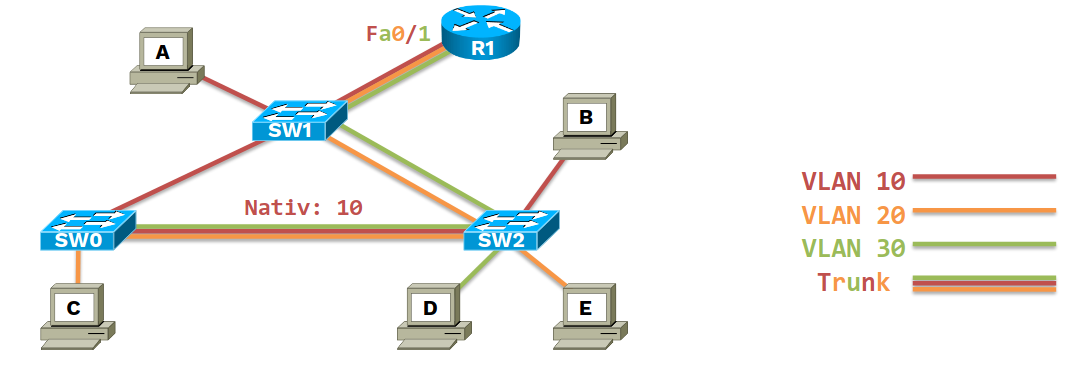 Fa0/1
R1
A
SW1
B
VLAN 10
VLAN 20
VLAN 30
Trunk
Nativ: 10
SW0
SW2
C
D
E